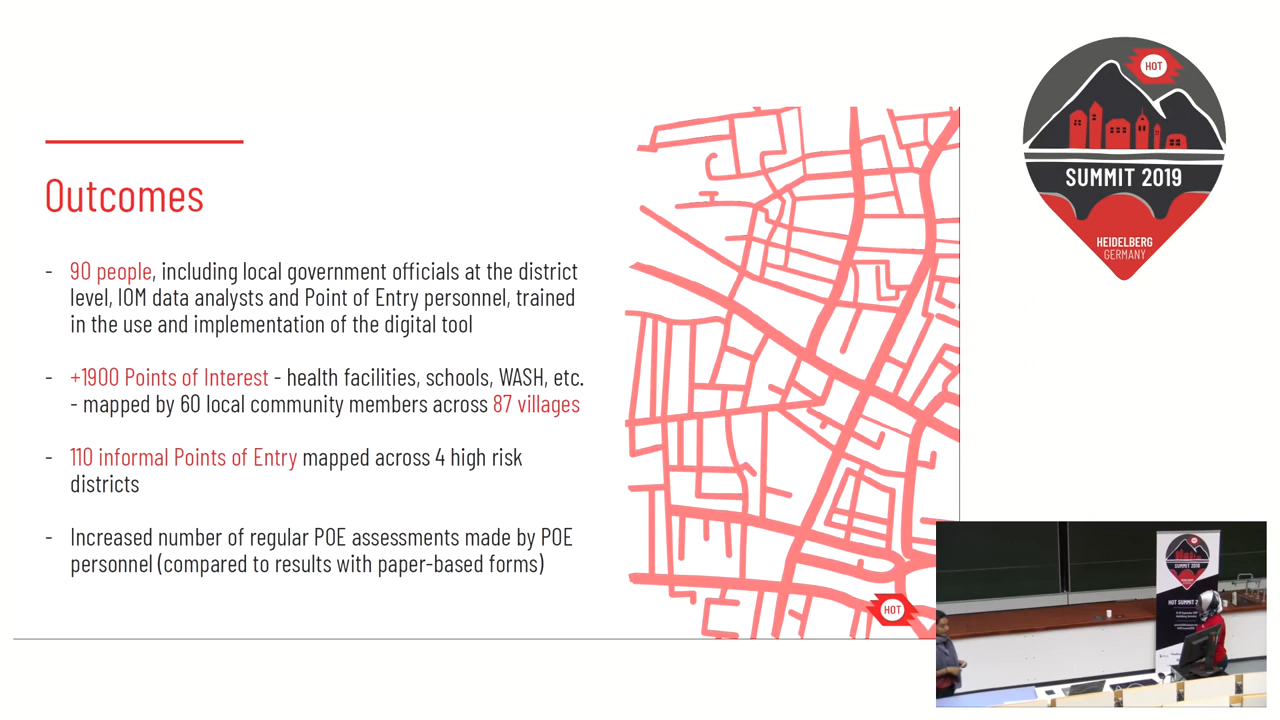 Outcomes
- 90 people, including local government officials at the district
level, IOM data analysts and Point of Entry personnel, trained
in the use and implementation of the digital tool
- +1900 Points of Interest - health facilities, schools, WASH, etc.
- mapped by 60 local community members across 87 villages
- 110 informal Points of Entry mapped across 4 high risk
districts
- Increased number of regular POE assessments made by POE
personnel (compared to results with paper-based forms)
HOT
HOT
SUMMIT 2019
HEIDELBERG
GERMANY
SUMMIT 2019
HOT SUMMIT